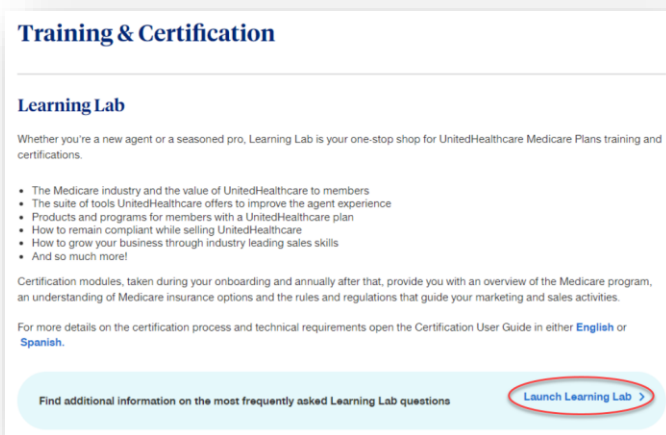 Training & Certification
Learning Lab
Whether you're a new agent or a seasoned pro, Learning Lab is your one-stop shop for UnitedHealthcare Medicare Plans training and
certifications.
• The Medicare industry and the value of UnitedHealthcare to members
• The suite of tools UnitedHealthcare offers to improve the agent experience
• Products and programs for members with a UnitedHealthcare plan
• How to remain compliant while selling UnitedHealthcare
• How to grow your business through industry leading sales skills
• And so much more!
Certification modules, taken during your onboarding and annually after that, provide you with an overview of the Medicare program,
an understanding of Medicare insurance options and the rules and regulations that guide your marketing and sales activities.
For more details on the certification process and technical requirements open the Certification User Guide in either English or
Spanish.
Find additional information on the most frequently asked Learning Lab questions
Launch Learning Lab >